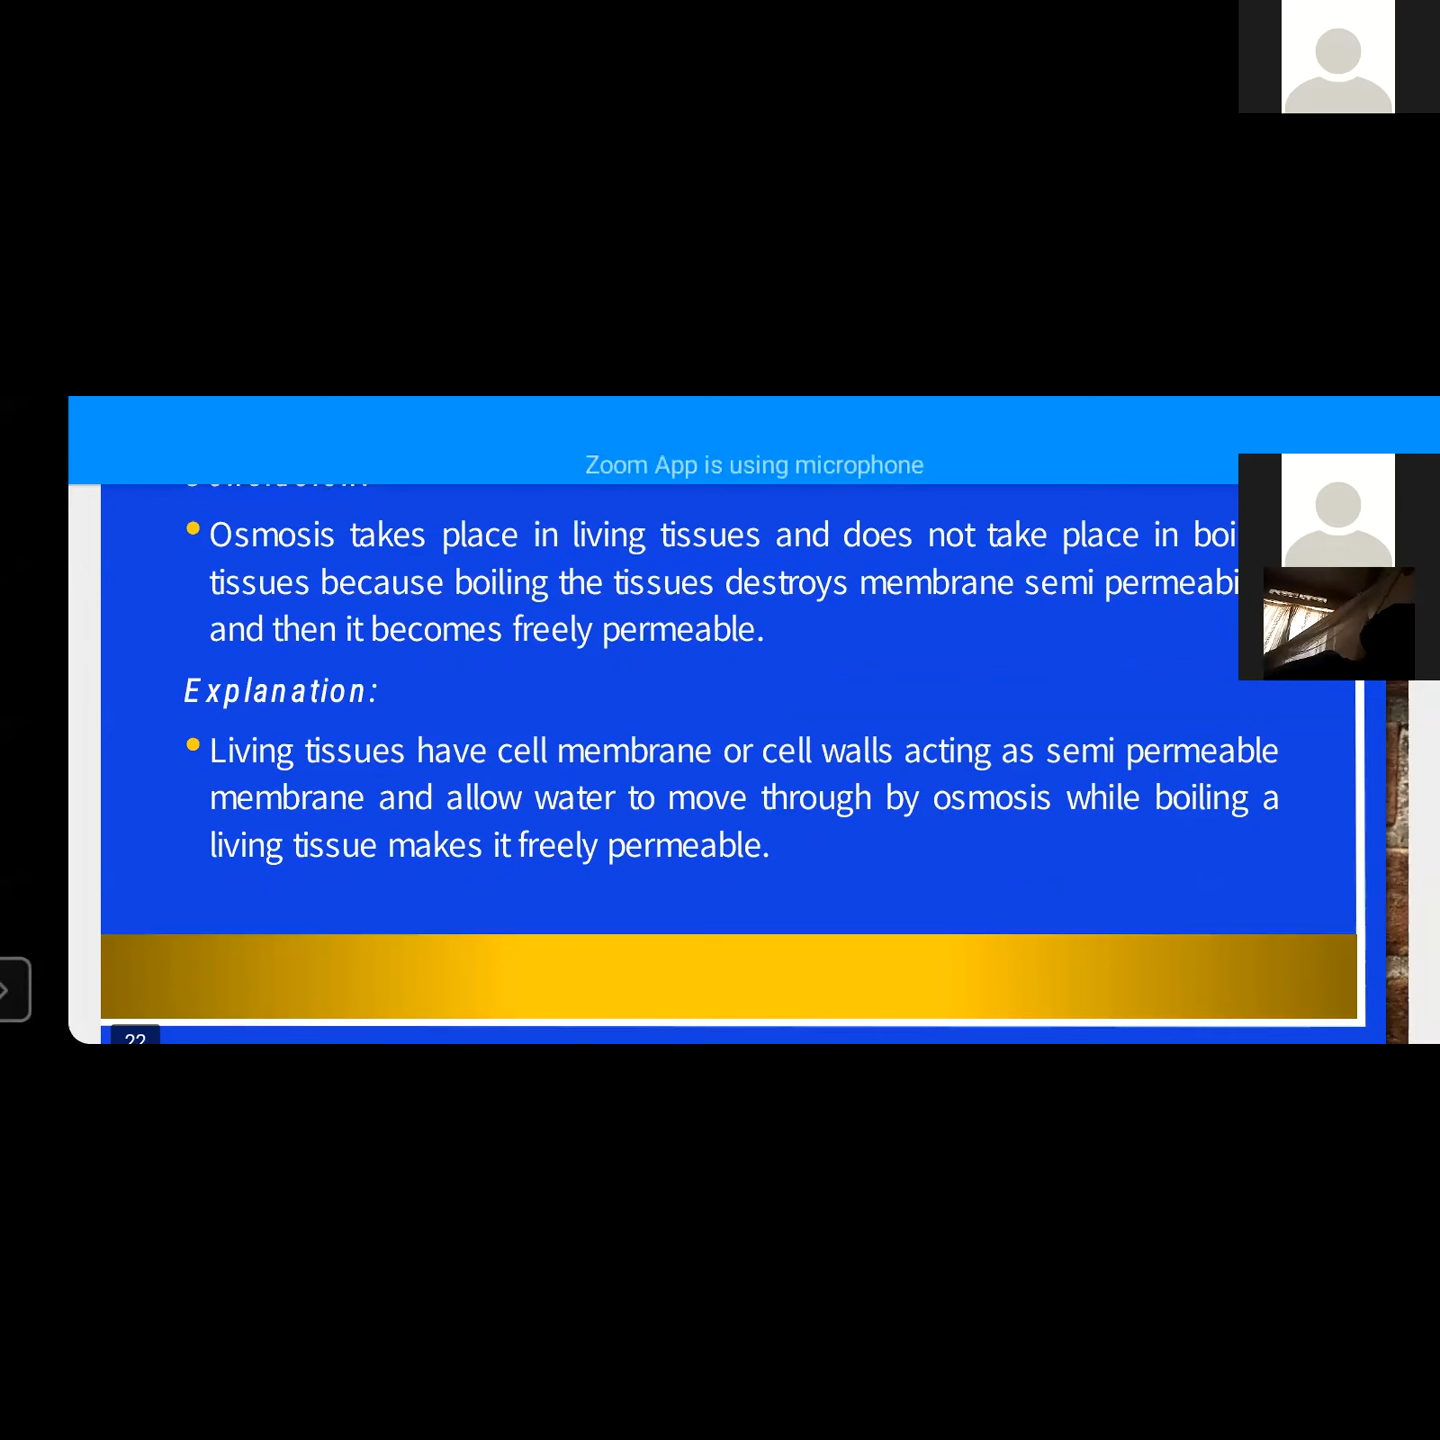 Zoom App is using microphone
Osmosis takes place in living tissues and does not take place in
tissues because boiling the tissues destroys membrane semi
and then it becomes freely permeable.
Explanation:
Living tissues have cell membrane or cell walls acting as semi permeable
membrane and allow water to move through by osmosis while boiling a
living tissue makes it freely permeable.
22